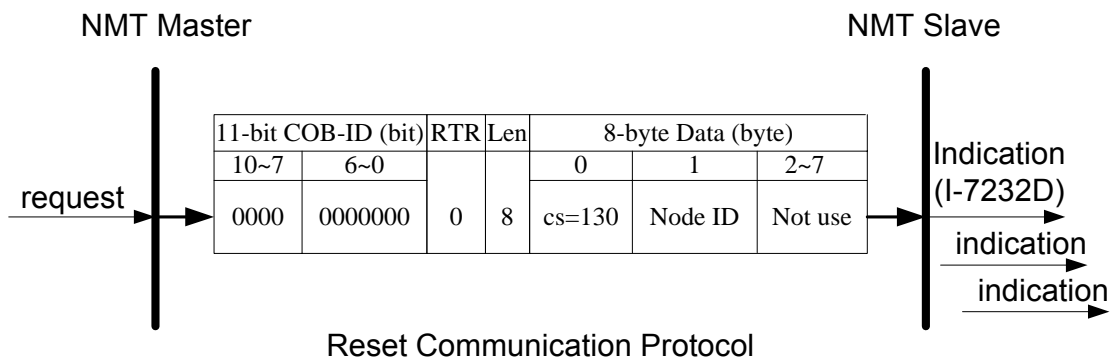 NMT Master NMT Slave
11-bit COB-ID (bit) RTR Len 8-byte Data (byte)
10~7 6~0 0 1 2~7
request 0000 0000000 0 8 cs=130 Node ID Not use
Indication
(I-7232D)
indication
indication
Reset Communication Protocol